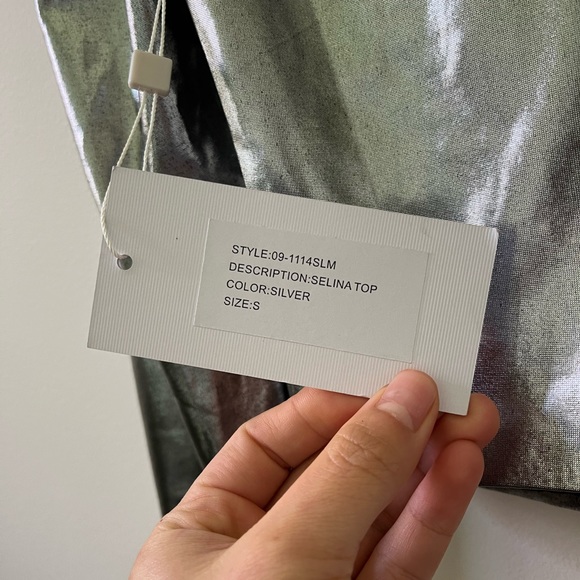 STYLE:09-1114SLM
DESCRIPTION:SELINA TOP
COLOR:SILVER
SIZE:S